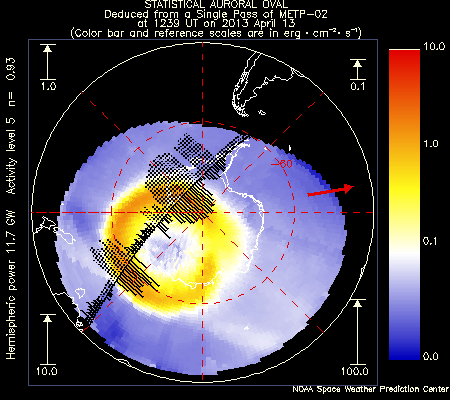 STATISTICAL AURORAL OVAL
Deduced from a Single Pass of METP-02
at 1239 UT on 2013 April 13
(Color bar and reference scales are in erg·cm⁻²·s⁻¹)
Hemispheric power 11.7 GW Activity level 5 n= 0.93
1.0
0.1
-60
10.0
100.0
10.0
1.0
0.1
0.0
NOAA Space Weather Prediction Center